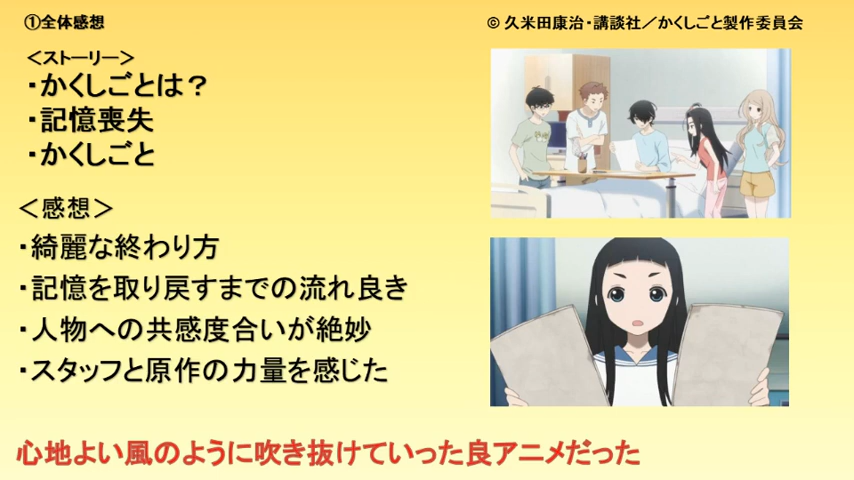 ①全体感想
© 久米田康治・講談社／かくしごと製作委員会
＜ストーリー＞
・かくしごとは？
・記憶喪失
・かくしごと
＜感想＞
・綺麗な終わり方
・記憶を取り戻すまでの流れ良き
・人物への共感度合いが絶妙
・スタッフと原作の力量を感じた
心地よい風のように吹き抜けていった良アニメだった